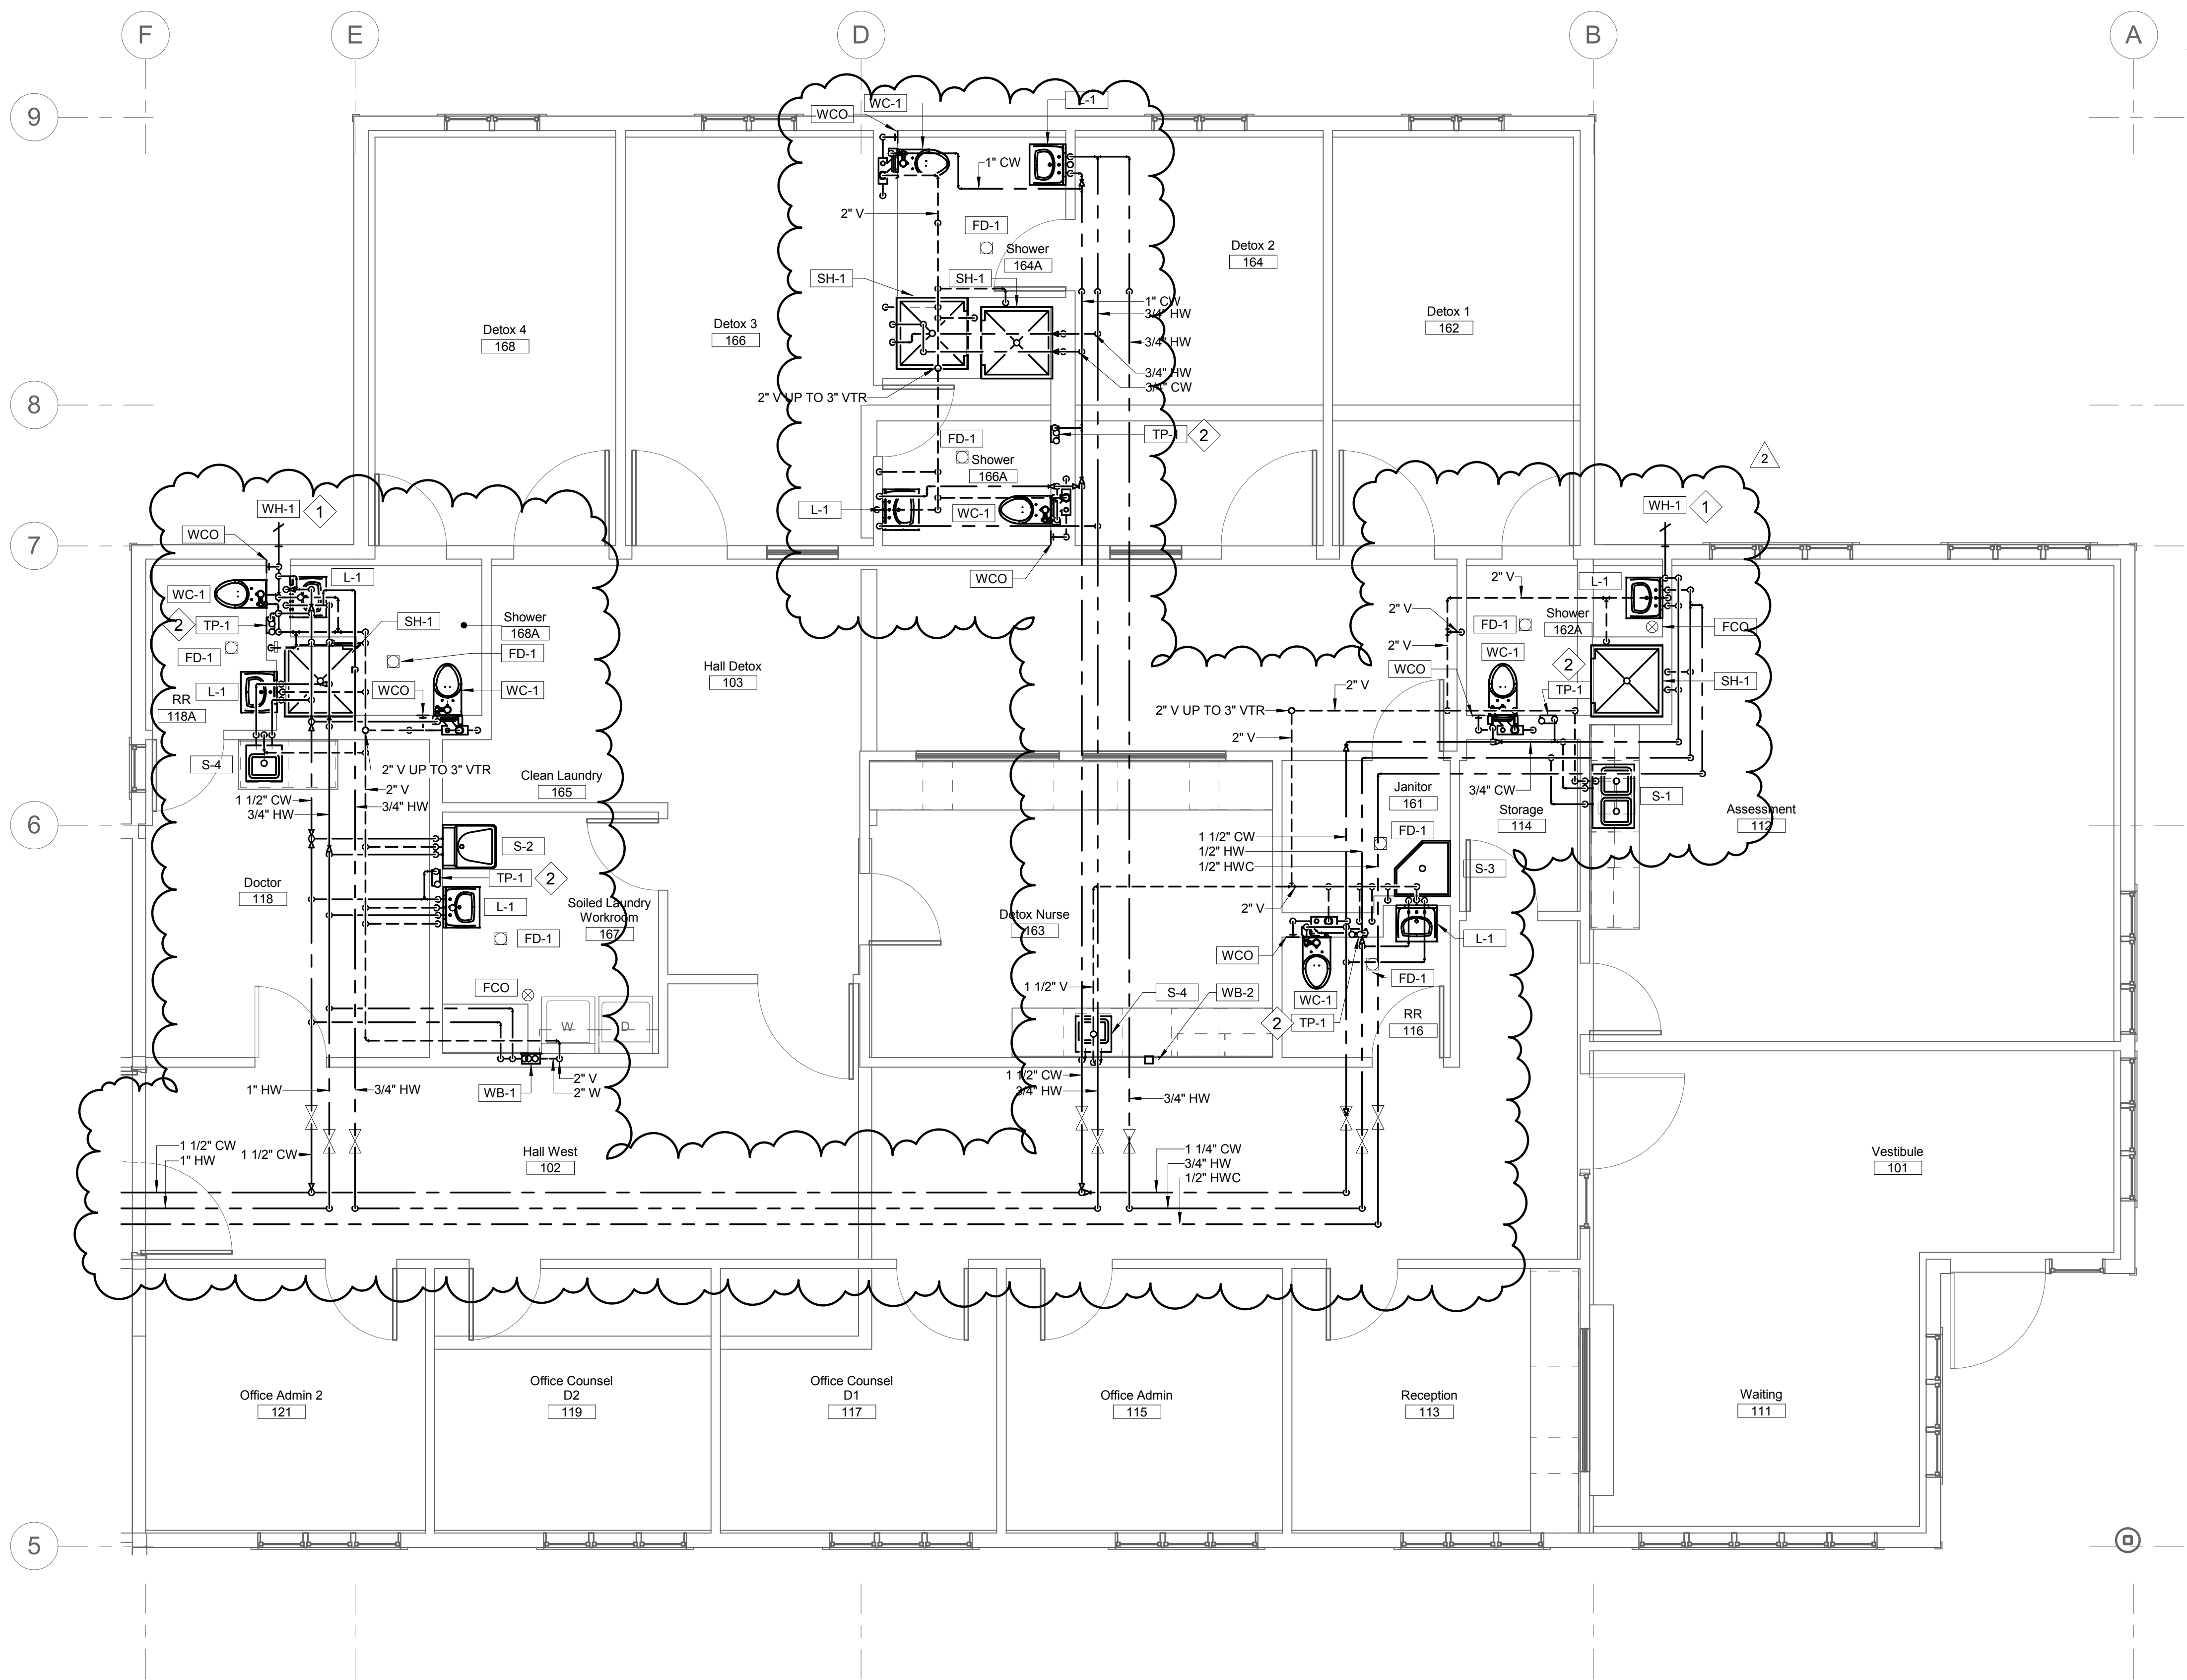 F
E
D
B
A
9
8
7
6
5
WCO
WC-1
L-1
1" CW
2" V
FD-1
Shower
164A
SH-1
SH-1
1" CW
3/4" HW
3/4" HW
3/4" HW
3/4" CW
2" V UP TO 3" VTR
FD-1
Shower
166A
TP-1
2
L-1
WC-1
WCO
Detox 4
168
Detox 3
166
Detox 2
164
Detox 1
162
2
WH-1
1
WCO
WC-1
L-1
2
TP-1
FD-1
SH-1
Shower
168A
FD-1
L-1
RR
118A
WCO
WC-1
S-4
2" V UP TO 3" VTR
2" V
Clean Laundry
165
1 1/2" CW
3/4" HW
3/4" HW
S-2
TP-1
2
L-1
Doctor
118
Soiled Laundry
Workroom
167
FD-1
FCO
W
D
WB-1
2" V
2" W
1" HW
3/4" HW
1 1/2" CW
1" HW
1 1/2" CW
Hall West
102
Hall Detox
103
WH-1
1
2" V
L-1
2" V
FD-1
Shower
162A
FCO
2" V
WC-1
2
WCO
TP-1
SH-1
2" V
2" V UP TO 3" VTR
2" V
3/4" CW
S-1
Janitor
161
Storage
114
Assessment
112
1 1/2" CW
1/2" HW
1/2" HWC
FD-1
S-3
2" V
Detox Nurse
163
L-1
WCO
FD-1
1 1/2" V
S-4
WB-2
WC-1
2
TP-1
RR
116
1 1/2" CW
3/4" HW
3/4" HW
1 1/4" CW
3/4" HW
1/2" HWC
Vestibule
101
Office Admin 2
121
Office Counsel
D2
119
Office Counsel
D1
117
Office Admin
115
Reception
113
Waiting
111